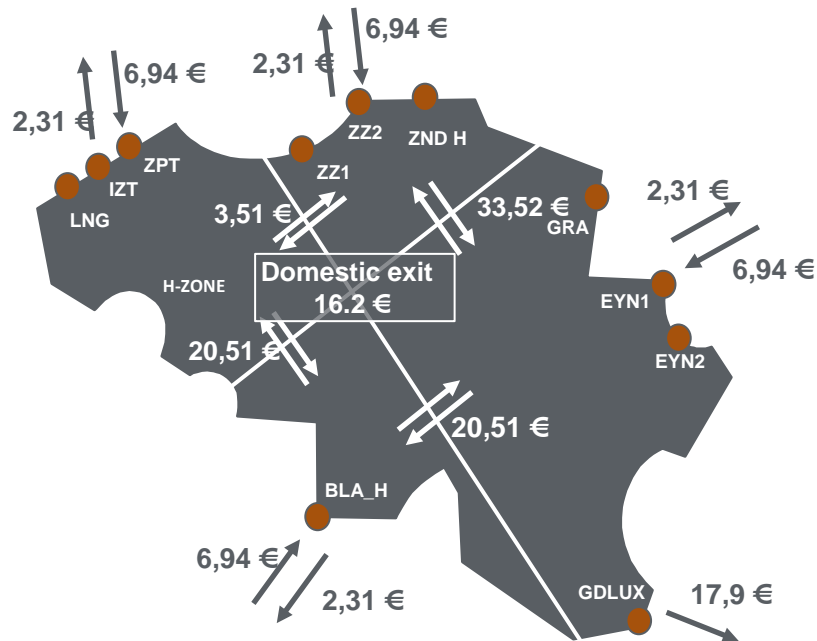 6,94 €
2,31 €
6,94 €
2,31 €
ZZ2
ZND H
ZPT
ZZ1
IZT
LNG
3,51 €
33,52 €
GRA
2,31 €
6,94 €
Domestic exit
16.2 €
H-ZONE
EYN1
EYN2
20,51 €
20,51 €
BLA_H
6,94 €
2,31 €
GDLUX
17,9 €